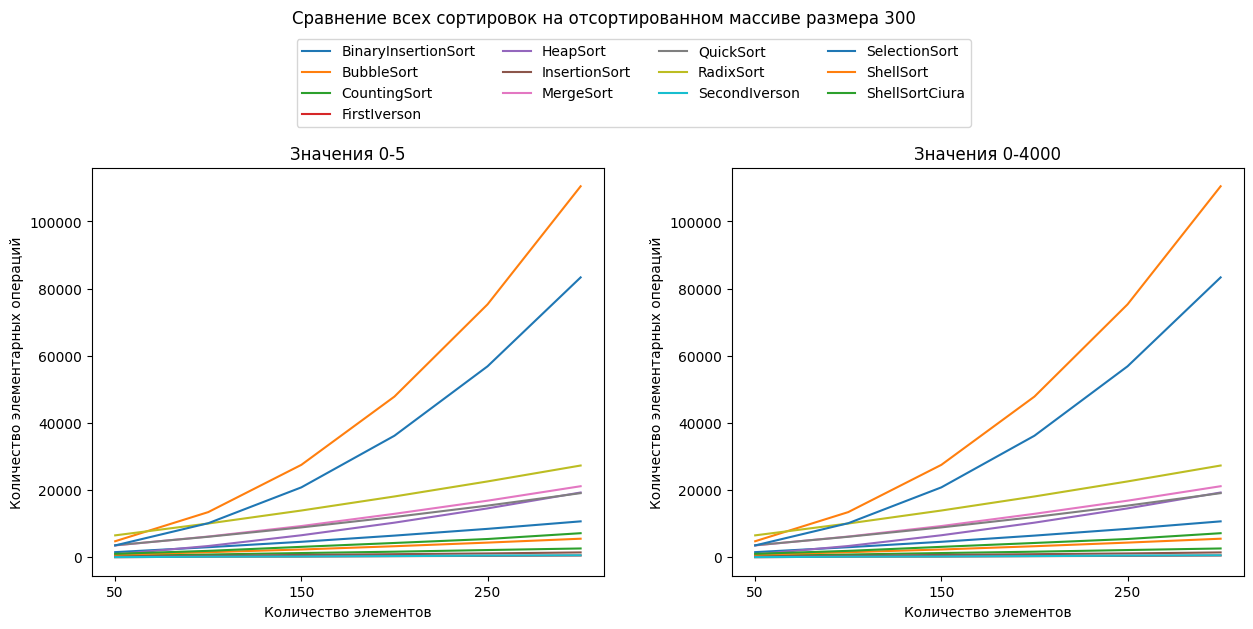 Сравнение всех сортировок на отсортированном массиве размера 300
BinaryInsertionSort HeapSort QuickSort SelectionSort
BubbleSort InsertionSort RadixSort ShellSort
CountingSort MergeSort SecondIverson ShellSortCiura
FirstIverson
Значения 0-5
Количество элементарных операций
100000
80000
60000
40000
20000
0
50 150 250
Количество элементов
Значения 0-4000
Количество элементарных операций
100000
80000
60000
40000
20000
0
50 150 250
Количество элементов